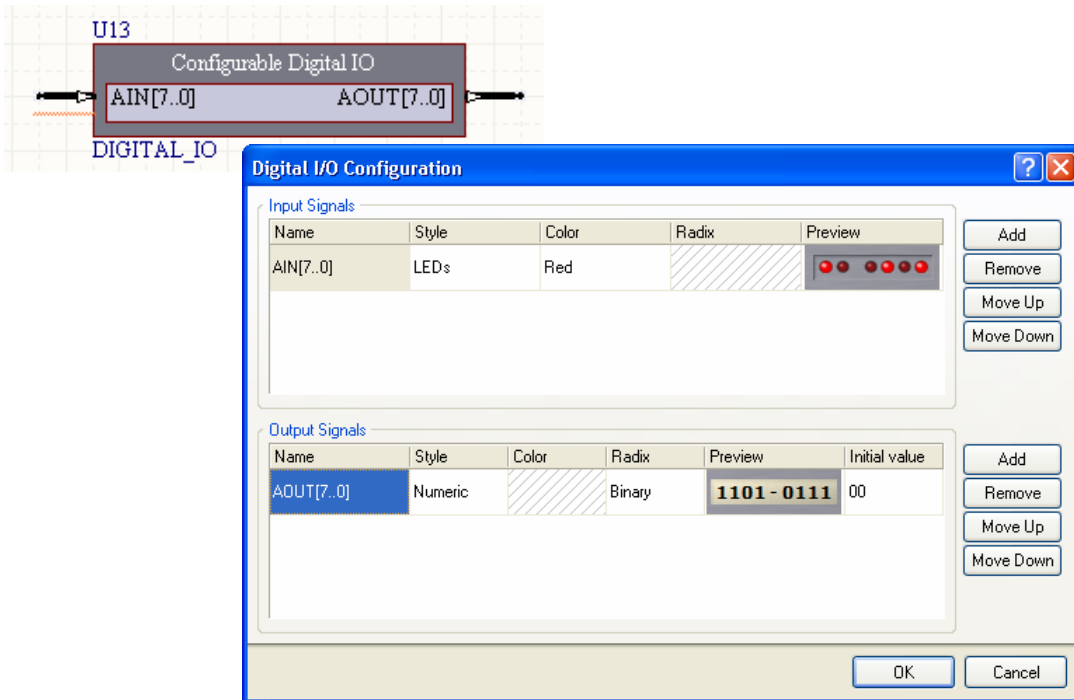 U13
Configurable Digital IO
AIN[7..0] AOUT[7..0]
DIGITAL_IO
Digital I/O Configuration
Input Signals
Name Style Color Radix Preview
AIN[7..0] LEDs Red
Add
Remove
Move Up
Move Down
Output Signals
Name Style Color Radix Preview Initial value
AOUT[7..0] Numeric Binary 1101-0111 00
Add
Remove
Move Up
Move Down
OK Cancel